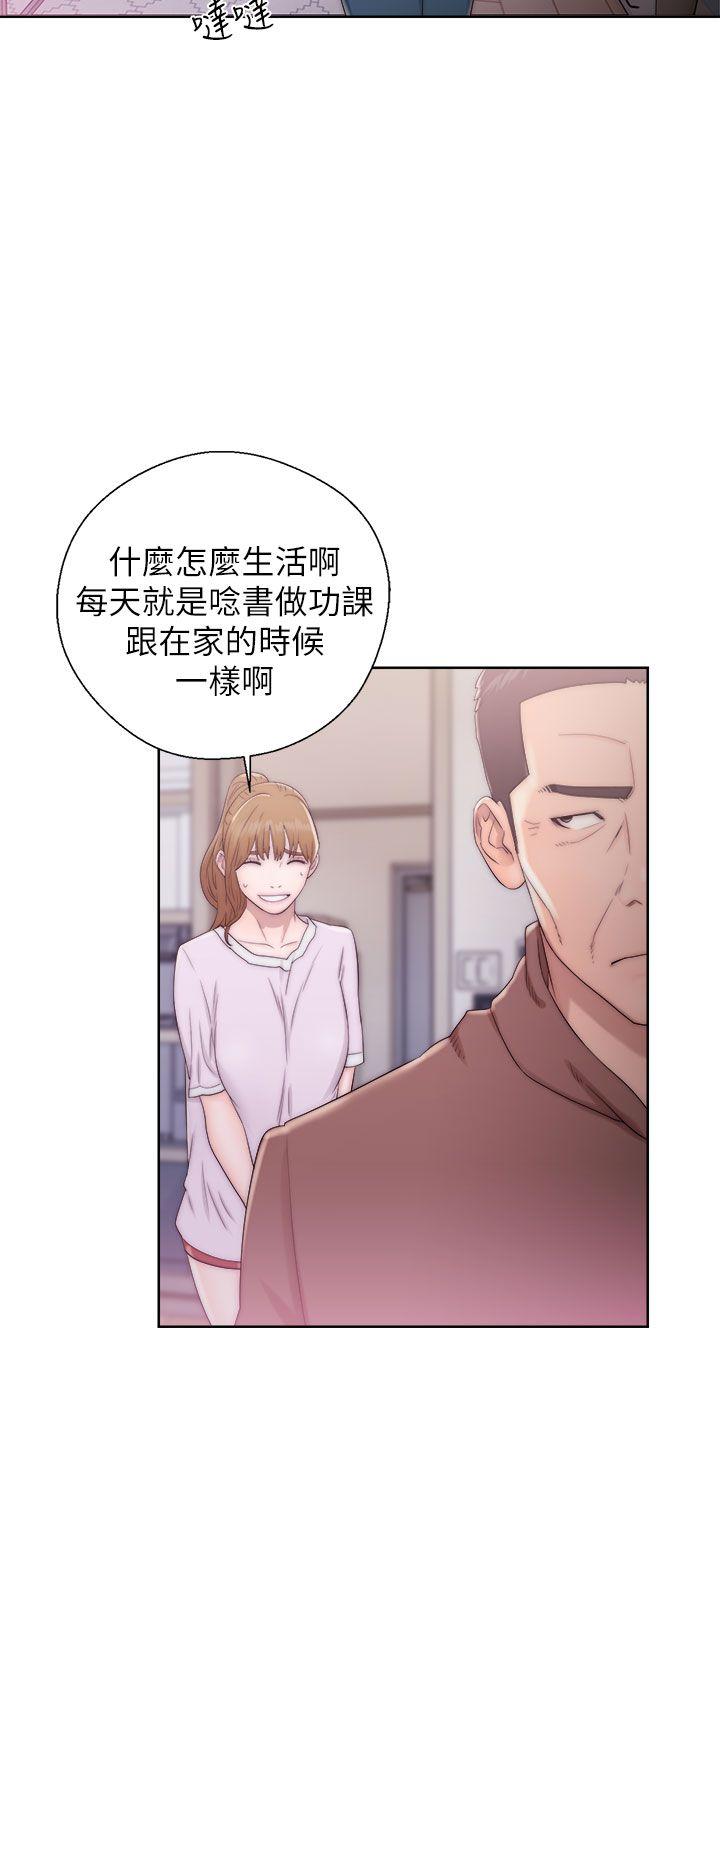 噠噠
什麼怎麼生活啊
每天就是唸書做功課
跟在家的時候
一樣啊